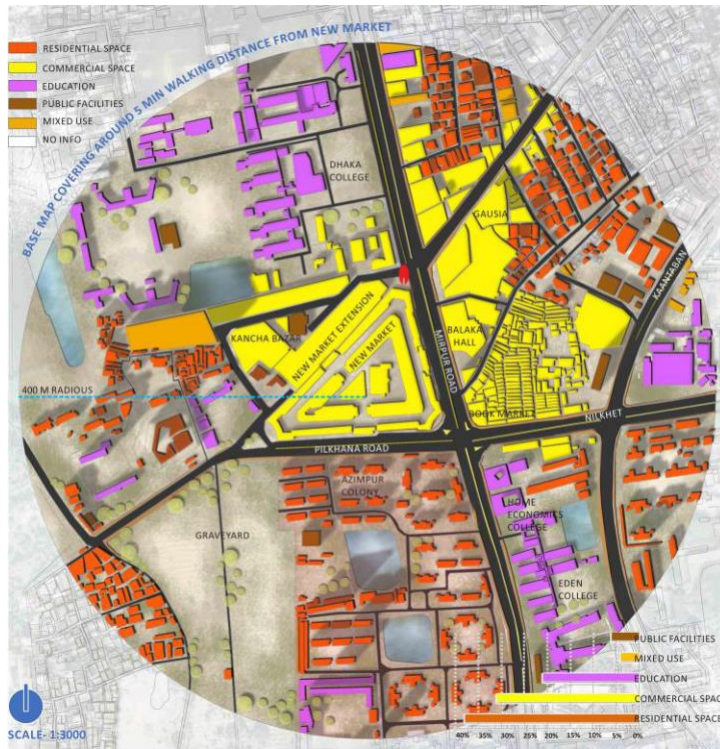 BASE MAP COVERING AROUND 5 MIN WALKING DISTANCE FROM NEW MARKET
RESIDENTIAL SPACE
COMMERCIAL SPACE
EDUCATION
PUBLIC FACILITIES
MIXED USE
NO INFO
DHAKA
COLLEGE
GAUSIA
KAANTABAN
KANCHA BAZAR
NEW MARKET EXTENSION
NEW MARKET
MIRPUR ROAD
BALAKA
HALL
400 M RADIOUS
BOOK MARKET
NILKHET
PILKHANA ROAD
AZIMPUR
COLONY
HOME
ECONOMICS
COLLEGE
GRAVEYARD
EDEN
COLLEGE
PUBLIC FACILITIES
MIXED USE
EDUCATION
COMMERCIAL SPACE
RESIDENTIAL SPACE
40% 35% 30% 25% 20% 15% 10% 5% 0%
SCALE- 1:3000